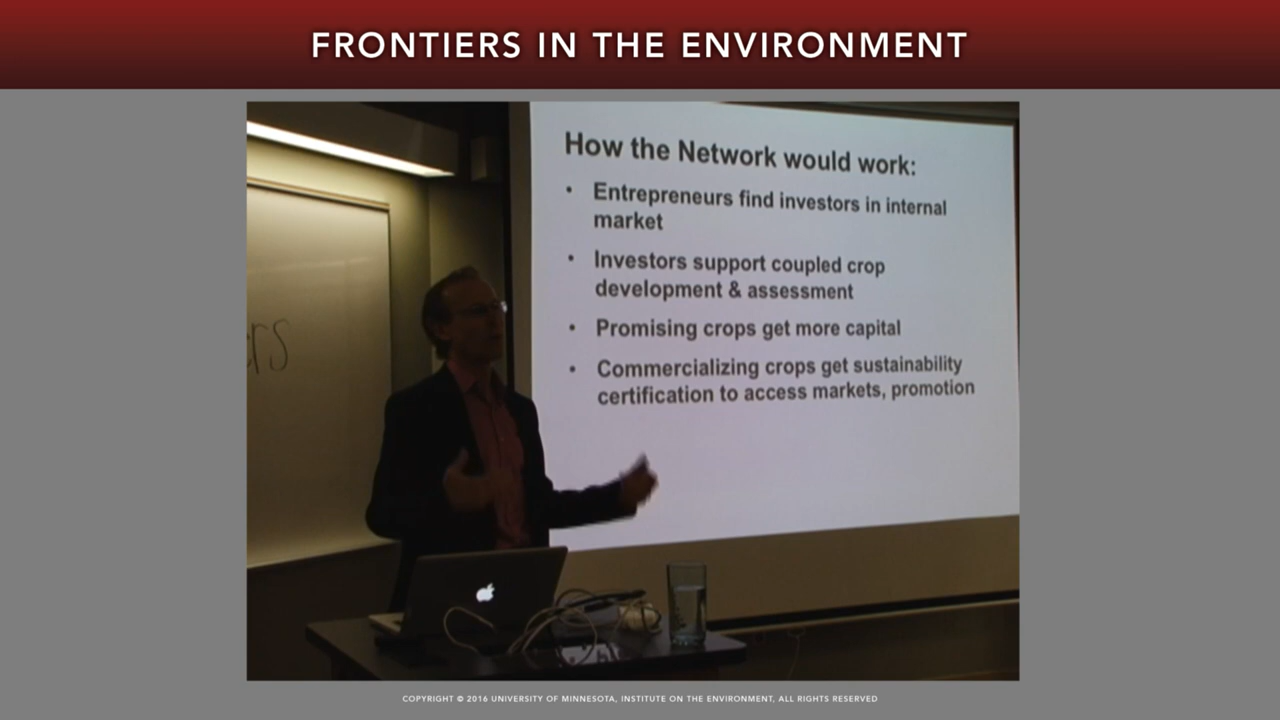 FRONTIERS IN THE ENVIRONMENT
How the Network would work:
• Entrepreneurs find investors in internal
market
• Investors support coupled crop
development & assessment
• Promising crops get more capital
• Commercializing crops get sustainability
certification to access markets, promotion
COPYRIGHT © 2016 UNIVERSITY OF MINNESOTA, INSTITUTE ON THE ENVIRONMENT, ALL RIGHTS RESERVED